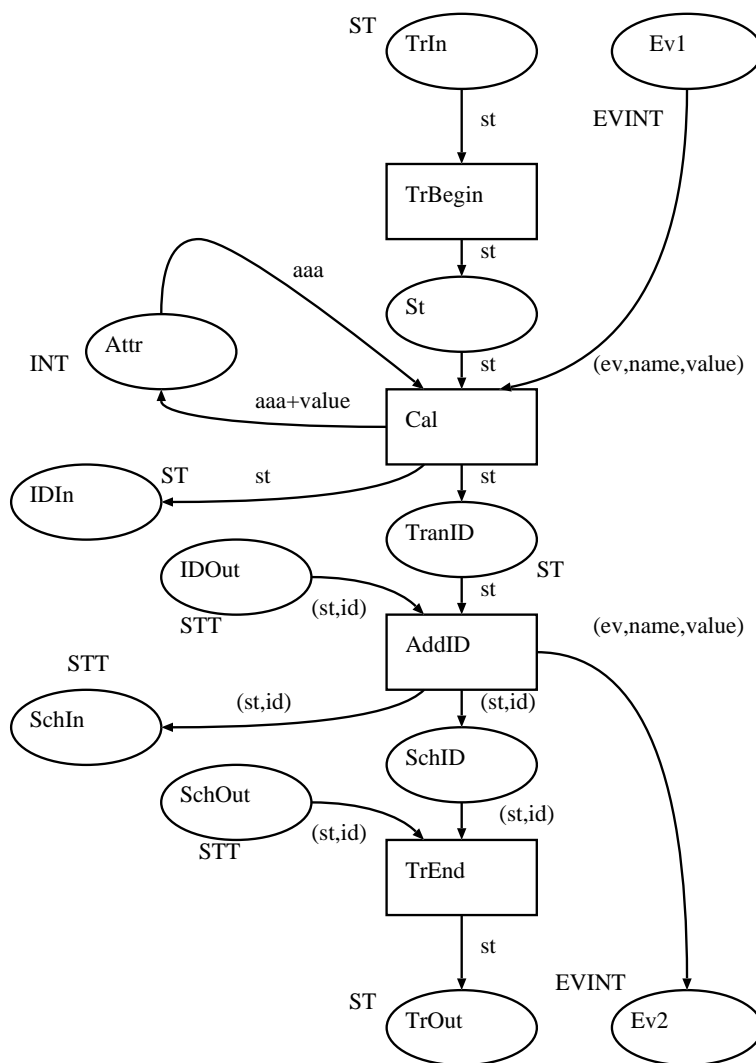 ST
TrIn
Ev1
st
EVINT
TrBegin
st
aaa
St
Attr
INT
st
(ev,name,value)
aaa+value
Cal
ST
st
st
IDIn
TranID
IDOut
ST
st
(st,id)
STT
(ev,name,value)
AddID
STT
(st,id)
(st,id)
SchIn
SchID
SchOut
(st,id)
(st,id)
STT
TrEnd
st
EVINT
ST
TrOut
Ev2